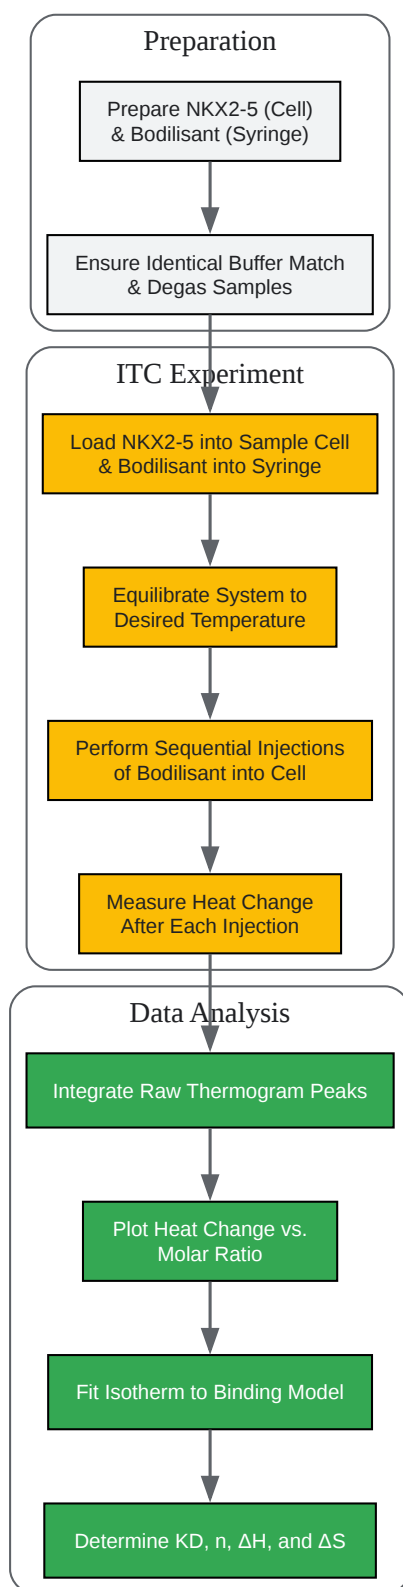 Preparation
Prepare NKX2-5 (Cell)
& Bodilisant (Syringe)
Ensure Identical Buffer Match
& Degas Samples
ITC Experiment
Load NKX2-5 into Sample Cell
& Bodilisant into Syringe
Equilibrate System to
Desired Temperature
Perform Sequential Injections
of Bodilisant into Cell
Measure Heat Change
After Each Injection
Data Analysis
Integrate Raw Thermogram Peaks
Plot Heat Change vs.
Molar Ratio
Fit Isotherm to Binding Model
Determine KD, n, ΔH, and ΔS